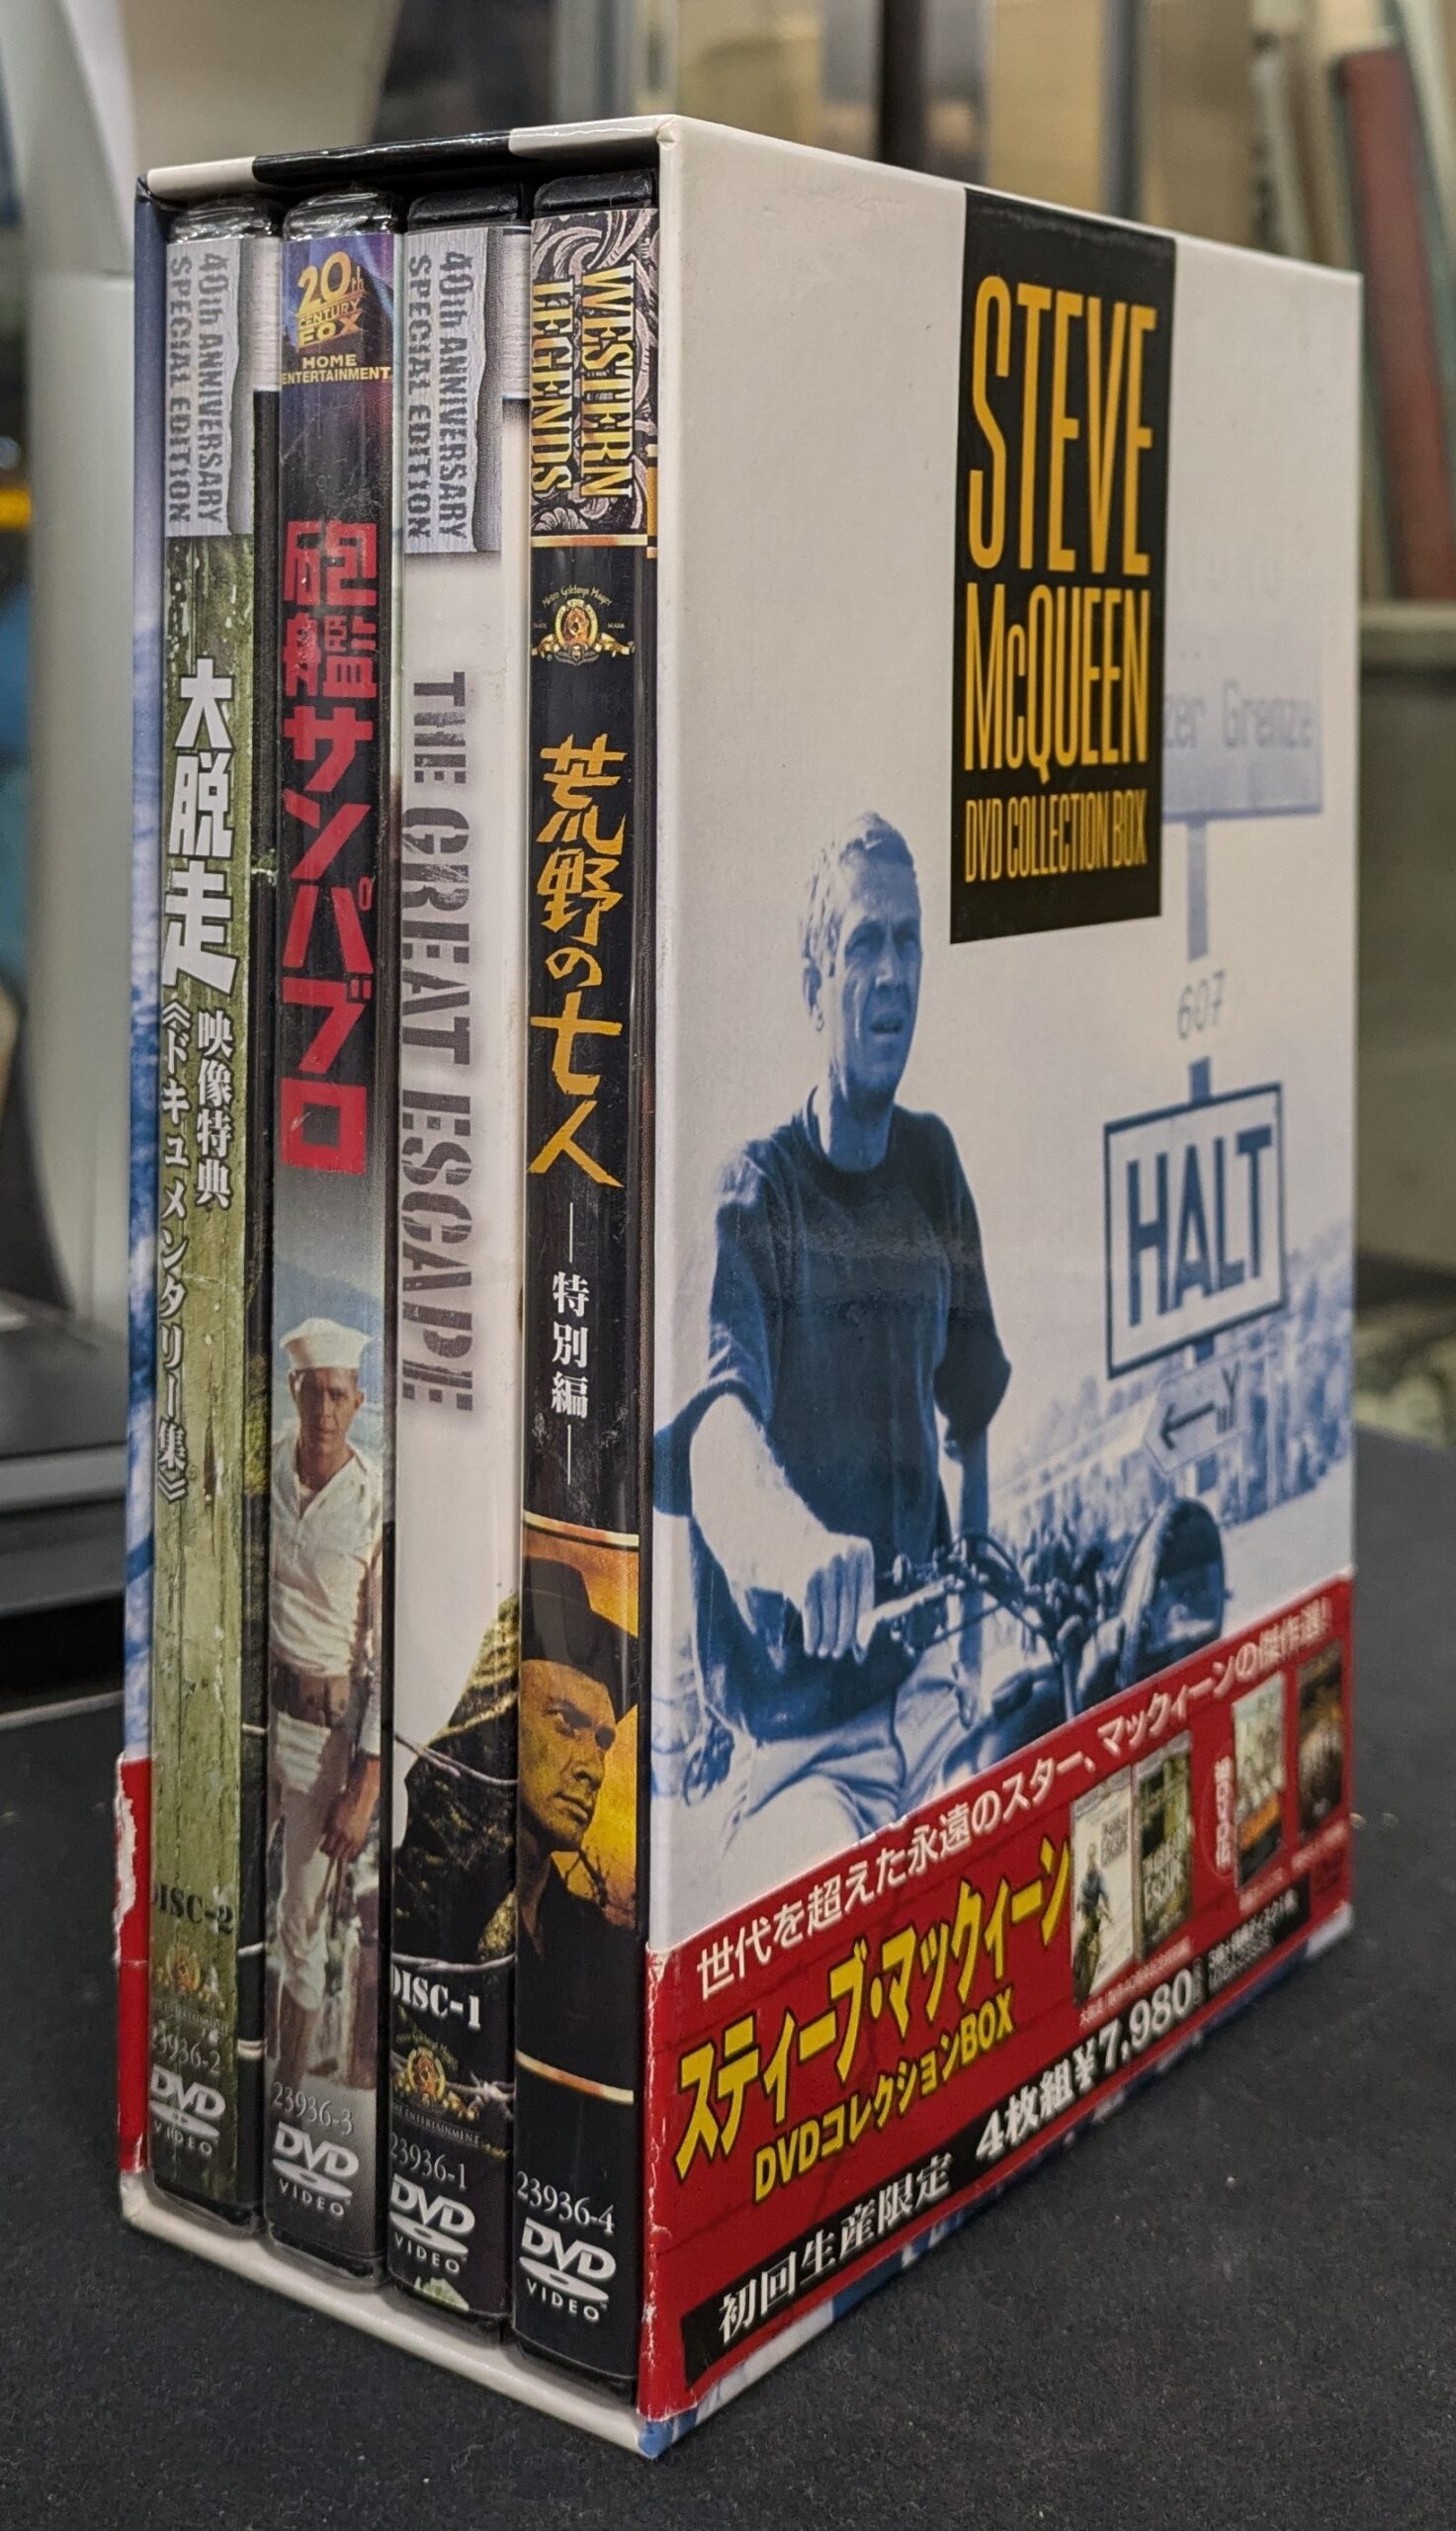 40th ANNIVERSARY
SPECIAL EDITION
大脱走
映像特典
《ドキュメンタリー集》
DISC-2
23936-2
DVD
VIDEO
20th
CENTURY
FOX
HOME
ENTERTAINMENT
砲艦サンパブロ
23936-3
DVD
VIDEO
40th ANNIVERSARY
SPECIAL EDITION
THE GREAT ESCAPE
DISC-1
23936-1
DVD
VIDEO
WESTERN
LEGENDS
Metro Goldwyn Mayer
TRADE MARK
荒野の七人
―特別編―
23936-4
DVD
VIDEO
STEVE
McQUEEN
DVD COLLECTION BOX
zer Grenze
607
HALT
世代を超えた永遠のスター、マックィーンの傑作選!
スティーブ・マックィーン
DVDコレクションBOX
初回生産限定 4枚組¥7,980